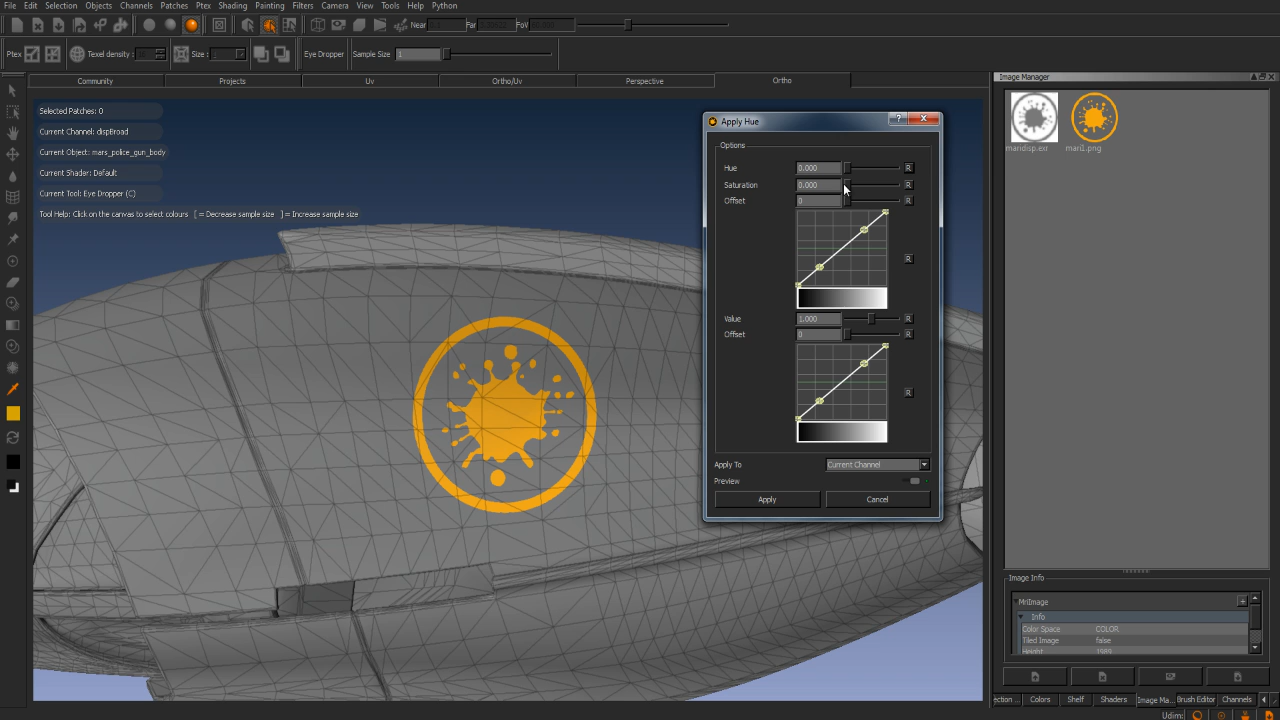 File Edit Selection Objects Channels Patches Ptex Shading Painting Filters Camera View Tools Help Python
Near Far FoV
Ptex Texel density : Size : Eye Dropper Sample Size 1
Community Projects Uv Ortho/Uv Perspective Ortho
Image Manager
Selected Patches: 0
Current Channel: dispBroad
Current Object: mars_police_gun_body
Current Shader: Default
Current Tool: Eye Dropper (C)
Tool Help: Click on the canvas to select colours [ = Decrease sample size ] = Increase sample size
maridisp.exr mari1.png
Apply Hue
Options
Hue 0.000 R
Saturation 0.000 R
Offset 0 R
R
Value 1.000 R
Offset 0 R
R
Apply To Current Channel
Preview
Apply Cancel
Image Info
MriImage
Info
Color Space COLOR
Tiled Image false
Height 1989
ection ... Colors Shelf Shaders Image Ma... Brush Editor Channels
Udim: